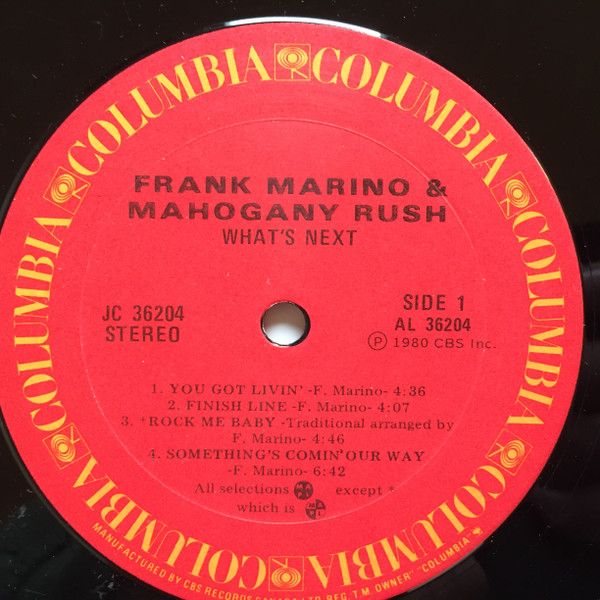 COLUMBIA COLUMBIA COLUMBIA COLUMBIA COLUMBIA COLUMBIA COLUMBIA
FRANK MARINO &
MAHOGANY RUSH
WHAT'S NEXT
JC 36204
STEREO
SIDE 1
AL 36204
Ⓟ 1980 CBS Inc.
1. YOU GOT LIVIN' -F. Marino- 4:36
2. FINISH LINE -F. Marino- 4:07
3. *ROCK ME BABY -Traditional arranged by
F. Marino- 4:46
4. SOMETHING'S COMIN' OUR WAY
-F. Marino- 6:42
All selections except *
which is
MANUFACTURED BY CBS RECORDS CANADA LTD. REG. T.M. OWNER "COLUMBIA"